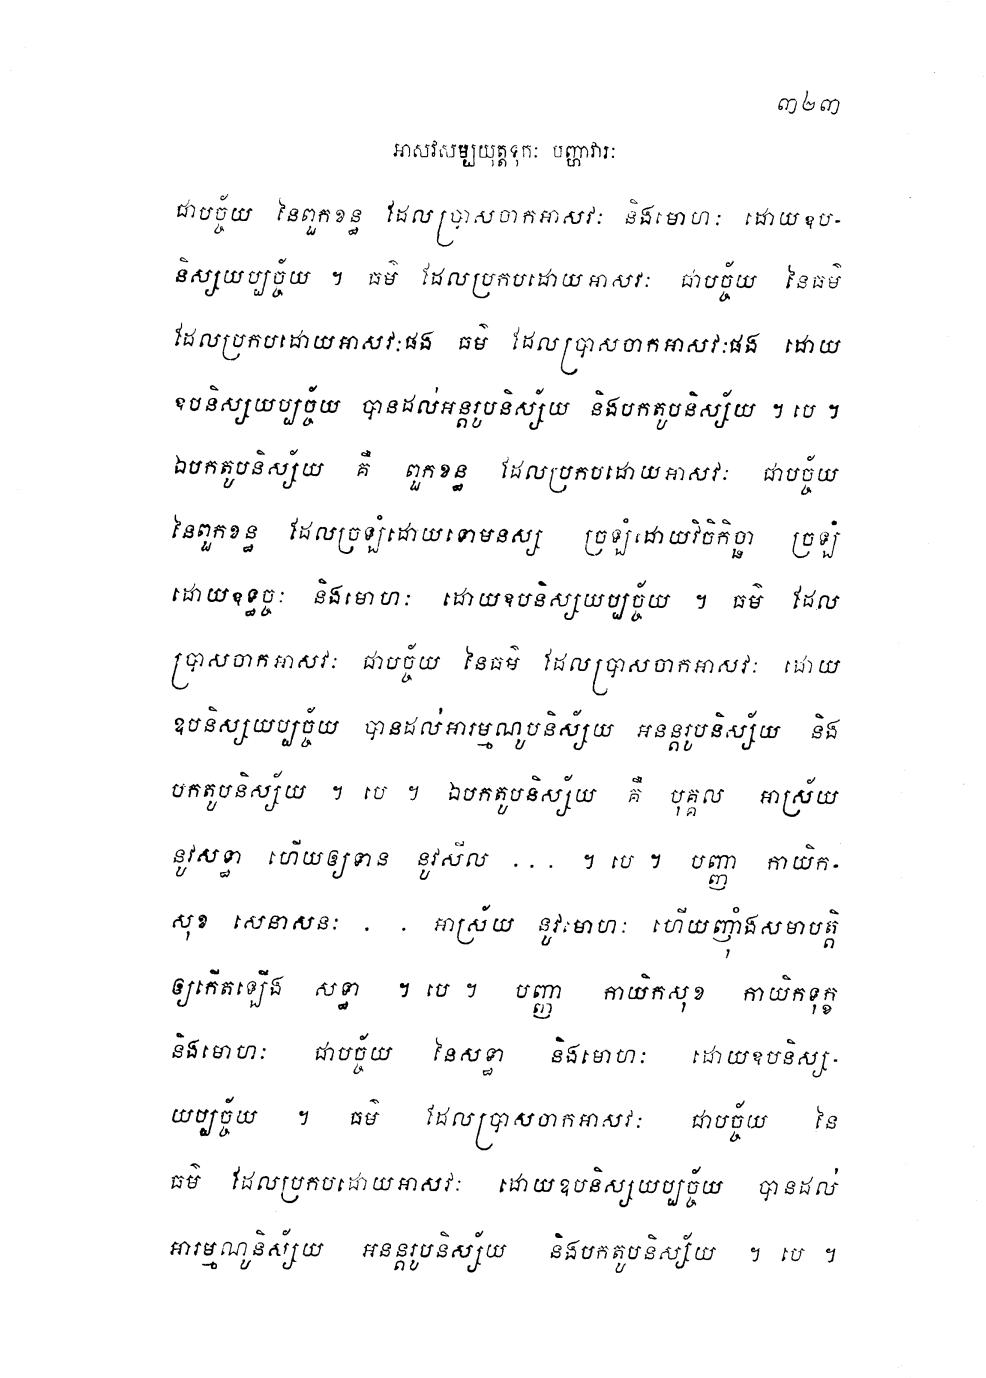 ៣២៣
អាសវសម្បយុត្តទុកៈ បញ្ហាវារៈ
ជាបច្ច័យ នៃពួកខន្ធ ដែលប្រាសចាកអាសវៈ និងមោហៈ ដោយឧប-
និស្សយប្បច្ច័យ ។ ធម៌ ដែលប្រកបដោយអាសវៈ ជាបច្ច័យ នៃធម៌
ដែលប្រកបដោយអាសវៈផង ធម៌ ដែលប្រាសចាកអាសវៈផង ដោយ
ឧបនិស្សយប្បច្ច័យ បានដល់អន្តរូបនិស្ស័យ និងបកតូបនិស្ស័យ ។ បេ ។
ឯបកតូបនិស្ស័យ គឺ ពួកខន្ធ ដែលប្រកបដោយអាសវៈ ជាបច្ច័យ
នៃពួកខន្ធ ដែលច្រឡំដោយទោមនស្ស ច្រឡំដោយវិចិកិច្ឆា ច្រឡំ
ដោយឧទ្ធច្ចៈ និងមោហៈ ដោយឧបនិស្សយប្បច្ច័យ ។ ធម៌ ដែល
ប្រាសចាកអាសវៈ ជាបច្ច័យ នៃធម៌ ដែលប្រាសចាកអាសវៈ ដោយ
ឧបនិស្សយប្បច្ច័យ បានដល់អារម្មណូបនិស្ស័យ អនន្តរូបនិស្ស័យ និង
បកតូបនិស្ស័យ ។ បេ ។ ឯបកតូបនិស្ស័យ គឺ បុគ្គល អាស្រ័យ
នូវសទ្ធា ហើយឲ្យទាន នូវសីល ... ។ បេ ។ បញ្ញា កាយិក-
សុខ សេនាសនៈ . . អាស្រ័យ នូវមោហៈ ហើយញ៉ាំងសមាបត្តិ
ឲ្យកើតឡើង សទ្ធា ។ បេ ។ បញ្ញា កាយិកសុខ កាយិកទុក្ខ
និងមោហៈ ជាបច្ច័យ នៃសទ្ធា និងមោហៈ ដោយឧបនិស្ស-
យប្បច្ច័យ ។ ធម៌ ដែលប្រាសចាកអាសវៈ ជាបច្ច័យ នៃ
ធម៌ ដែលប្រកបដោយអាសវៈ ដោយឧបនិស្សយប្បច្ច័យ បានដល់
អារម្មណូនិស្ស័យ អនន្តរូបនិស្ស័យ និងបកតូបនិស្ស័យ ។ បេ ។